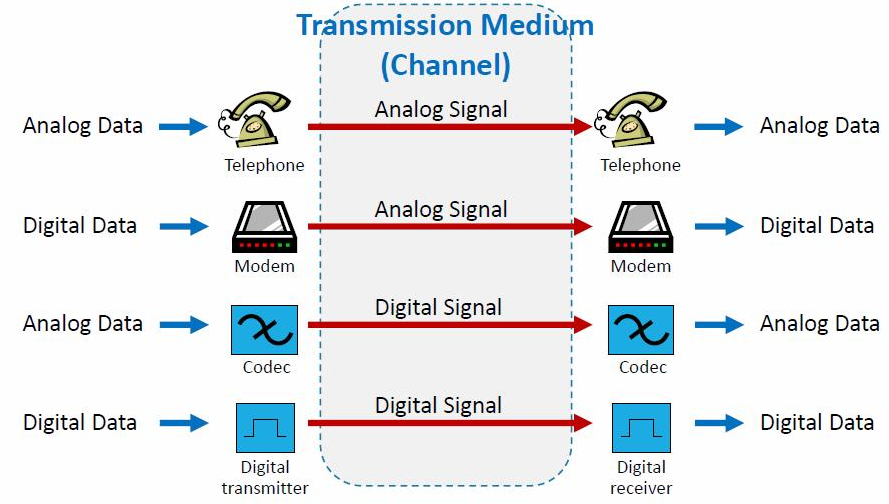 Transmission Medium
(Channel)
Analog Data
Telephone
Analog Signal
Telephone
Analog Data
Digital Data
Modem
Analog Signal
Modem
Digital Data
Analog Data
Codec
Digital Signal
Codec
Analog Data
Digital Data
Digital
transmitter
Digital Signal
Digital
receiver
Digital Data